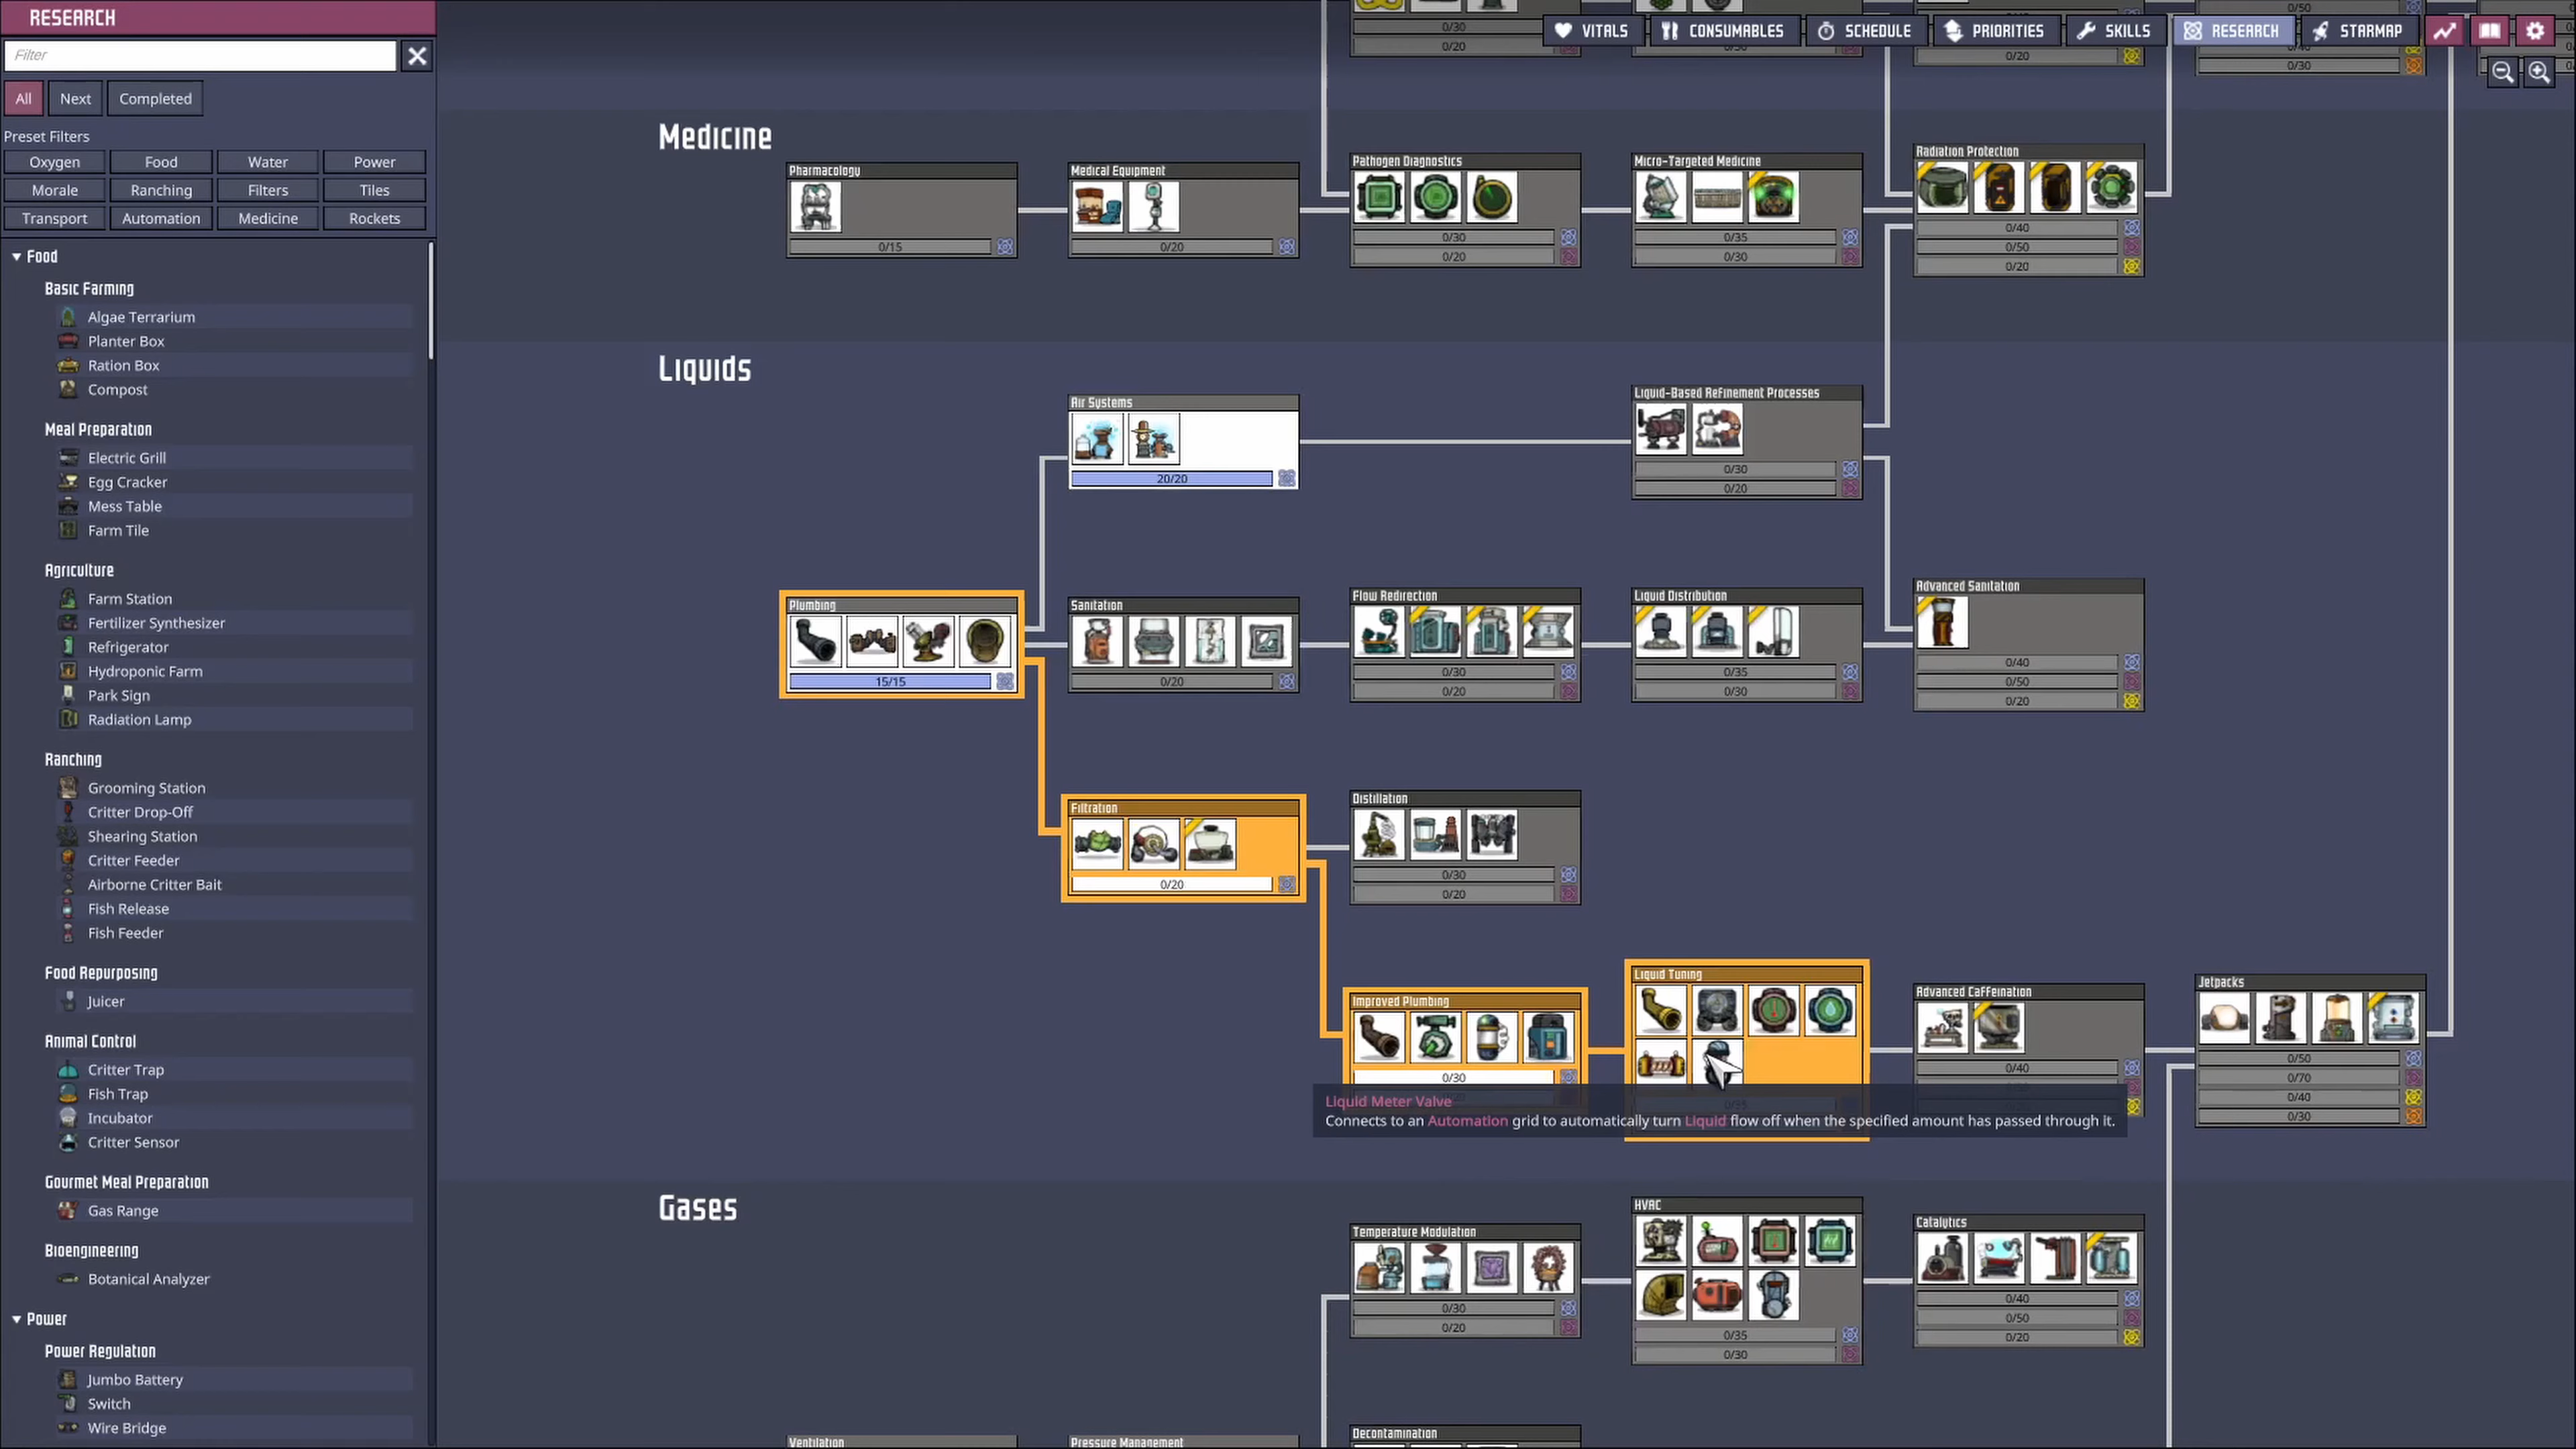 RESEARCH
Filter
All Next Completed
Preset Filters
Oxygen Food Water Power
Morale Ranching Filters Tiles
Transport Automation Medicine Rockets
Food
Basic Farming
Algae Terrarium
Planter Box
Ration Box
Compost
Meal Preparation
Electric Grill
Egg Cracker
Mess Table
Farm Tile
Agriculture
Farm Station
Fertilizer Synthesizer
Refrigerator
Hydroponic Farm
Park Sign
Radiation Lamp
Ranching
Grooming Station
Critter Drop-Off
Shearing Station
Critter Feeder
Airborne Critter Bait
Fish Release
Fish Feeder
Food Repurposing
Juicer
Animal Control
Critter Trap
Fish Trap
Incubator
Critter Sensor
Gourmet Meal Preparation
Gas Range
Bioengineering
Botanical Analyzer
Power
Power Regulation
Jumbo Battery
Switch
Wire Bridge
VITALS CONSUMABLES SCHEDULE PRIORITIES SKILLS RESEARCH STARMAP
0/30
0/20
0/20
0/50
0/30
Medicine
Pharmacology
0/15
Medical Equipment
0/20
Pathogen Diagnostics
0/30
0/20
Micro-Targeted Medicine
0/35
0/30
Radiation Protection
0/40
0/50
0/20
Liquids
Air Systems
20/20
Liquid-Based Refinement Processes
0/30
0/20
Plumbing
15/15
Sanitation
0/20
Flow Redirection
0/30
0/20
Liquid Distribution
0/35
0/30
Advanced Sanitation
0/40
0/50
0/20
Filtration
0/20
Distillation
0/30
0/20
Improved Plumbing
0/30
Liquid Tuning
Advanced Caffeination
0/40
Jetpacks
0/50
0/70
0/40
0/30
Liquid Meter Valve
Connects to an Automation grid to automatically turn Liquid flow off when the specified amount has passed through it.
Gases
Temperature Modulation
0/30
0/20
HVAC
0/35
0/30
Catalytics
0/40
0/50
0/20
Ventilation
Pressure Management
Decontamination